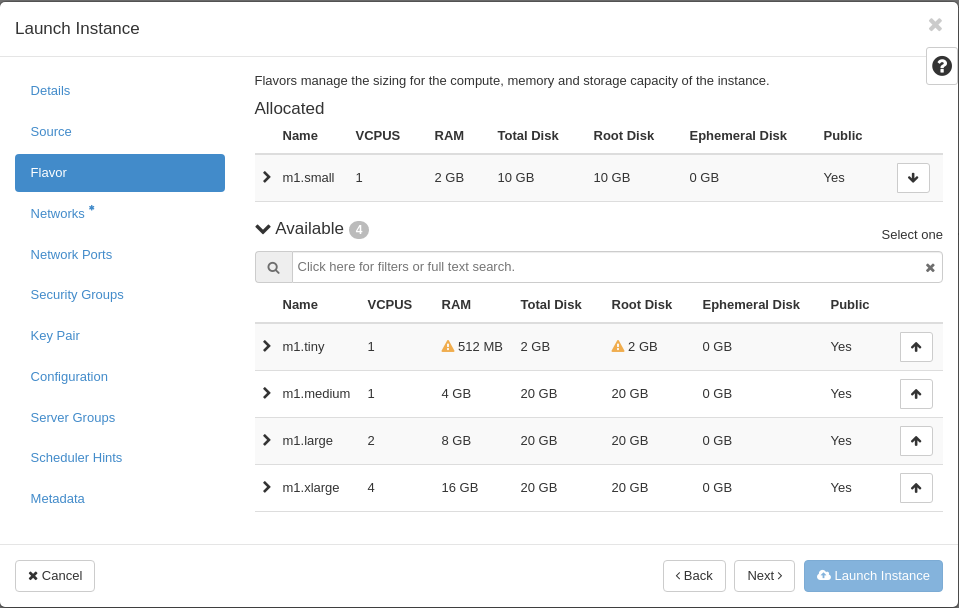 Launch Instance
Details
Source
Flavor
Networks *
Network Ports
Security Groups
Key Pair
Configuration
Server Groups
Scheduler Hints
Metadata
Flavors manage the sizing for the compute, memory and storage capacity of the instance.
Allocated
Name VCPUS RAM Total Disk Root Disk Ephemeral Disk Public
m1.small 1 2 GB 10 GB 10 GB 0 GB Yes
Available 4
Select one
Click here for filters or full text search.
Name VCPUS RAM Total Disk Root Disk Ephemeral Disk Public
m1.tiny 1 512 MB 2 GB 2 GB 0 GB Yes
m1.medium 1 4 GB 20 GB 20 GB 0 GB Yes
m1.large 2 8 GB 20 GB 20 GB 0 GB Yes
m1.xlarge 4 16 GB 20 GB 20 GB 0 GB Yes
Cancel
Back
Next
Launch Instance